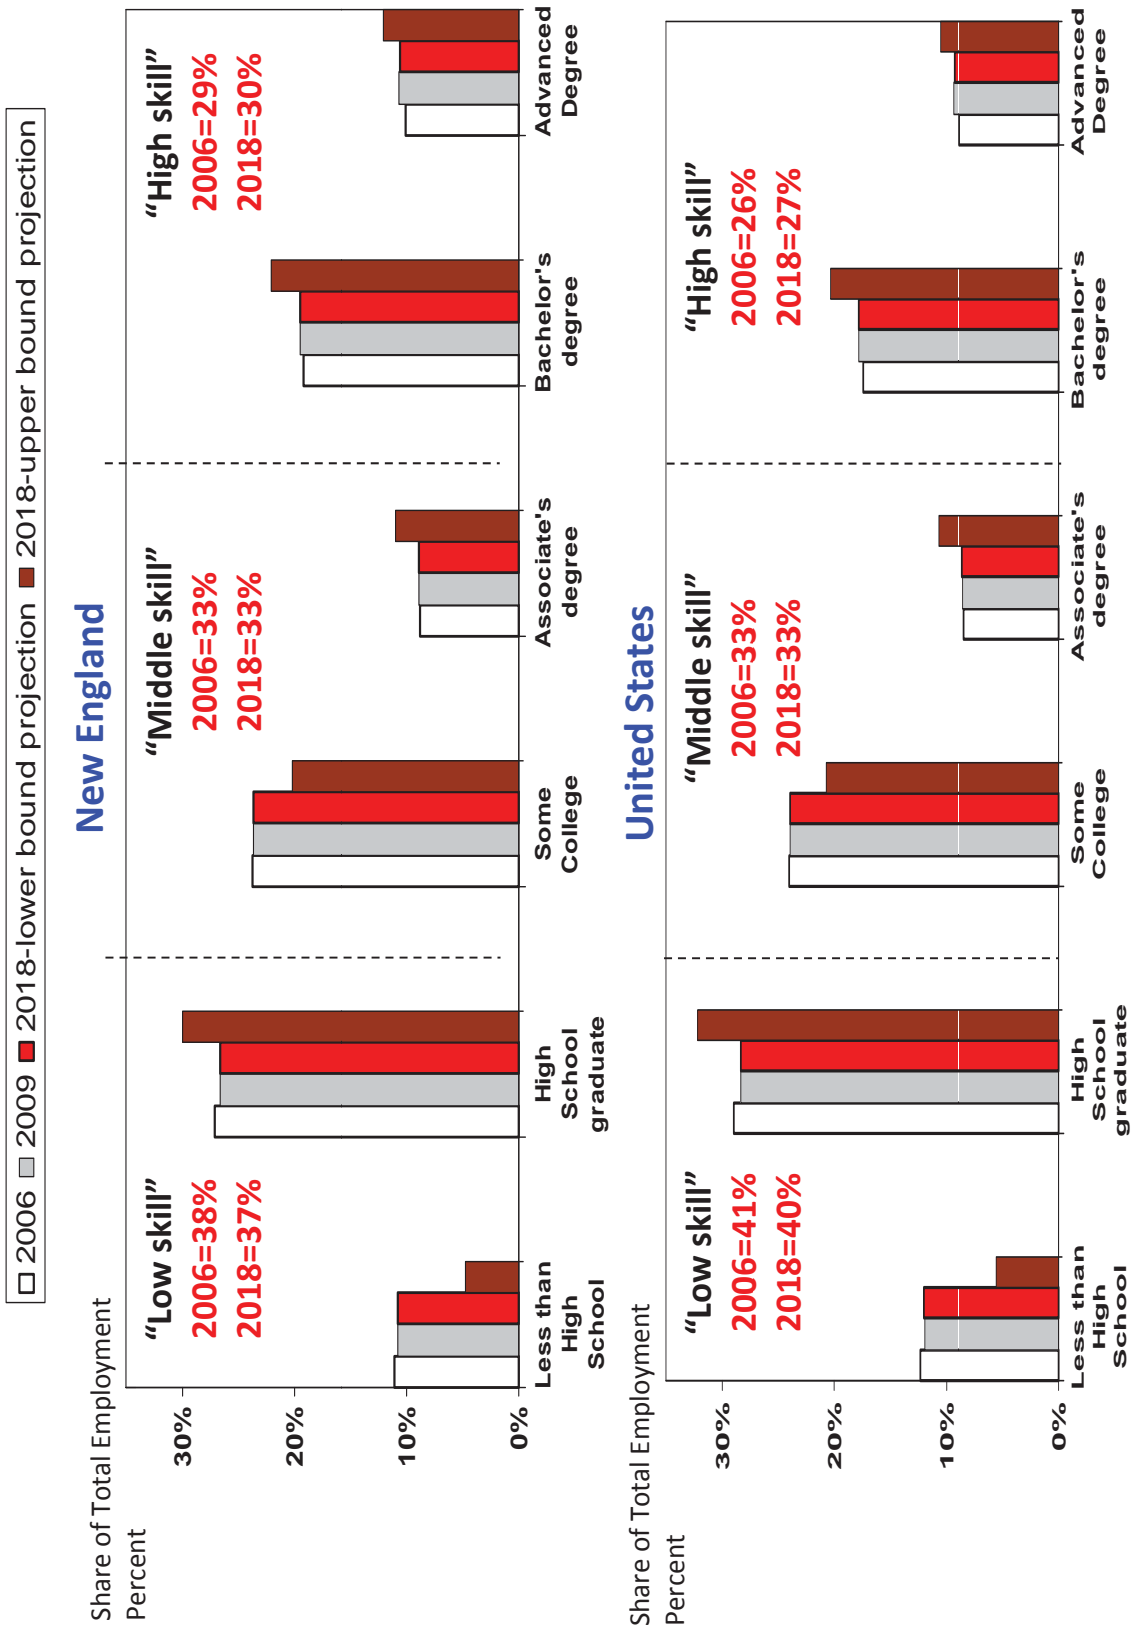 2006 2009 2018-lower bound projection 2018-upper bound projection
New England
Share of Total Employment
Percent
30%
20%
10%
0%
“Low skill”
2006=38%
2018=37%
“Middle skill”
2006=33%
2018=33%
“High skill”
2006=29%
2018=30%
Less than
High
School
High
School
graduate
Some
College
Associate's
degree
Bachelor's
degree
Advanced
Degree
United States
Share of Total Employment
Percent
30%
20%
10%
0%
“Low skill”
2006=41%
2018=40%
“Middle skill”
2006=33%
2018=33%
“High skill”
2006=26%
2018=27%
Less than
High
School
High
School
graduate
Some
College
Associate's
degree
Bachelor's
degree
Advanced
Degree